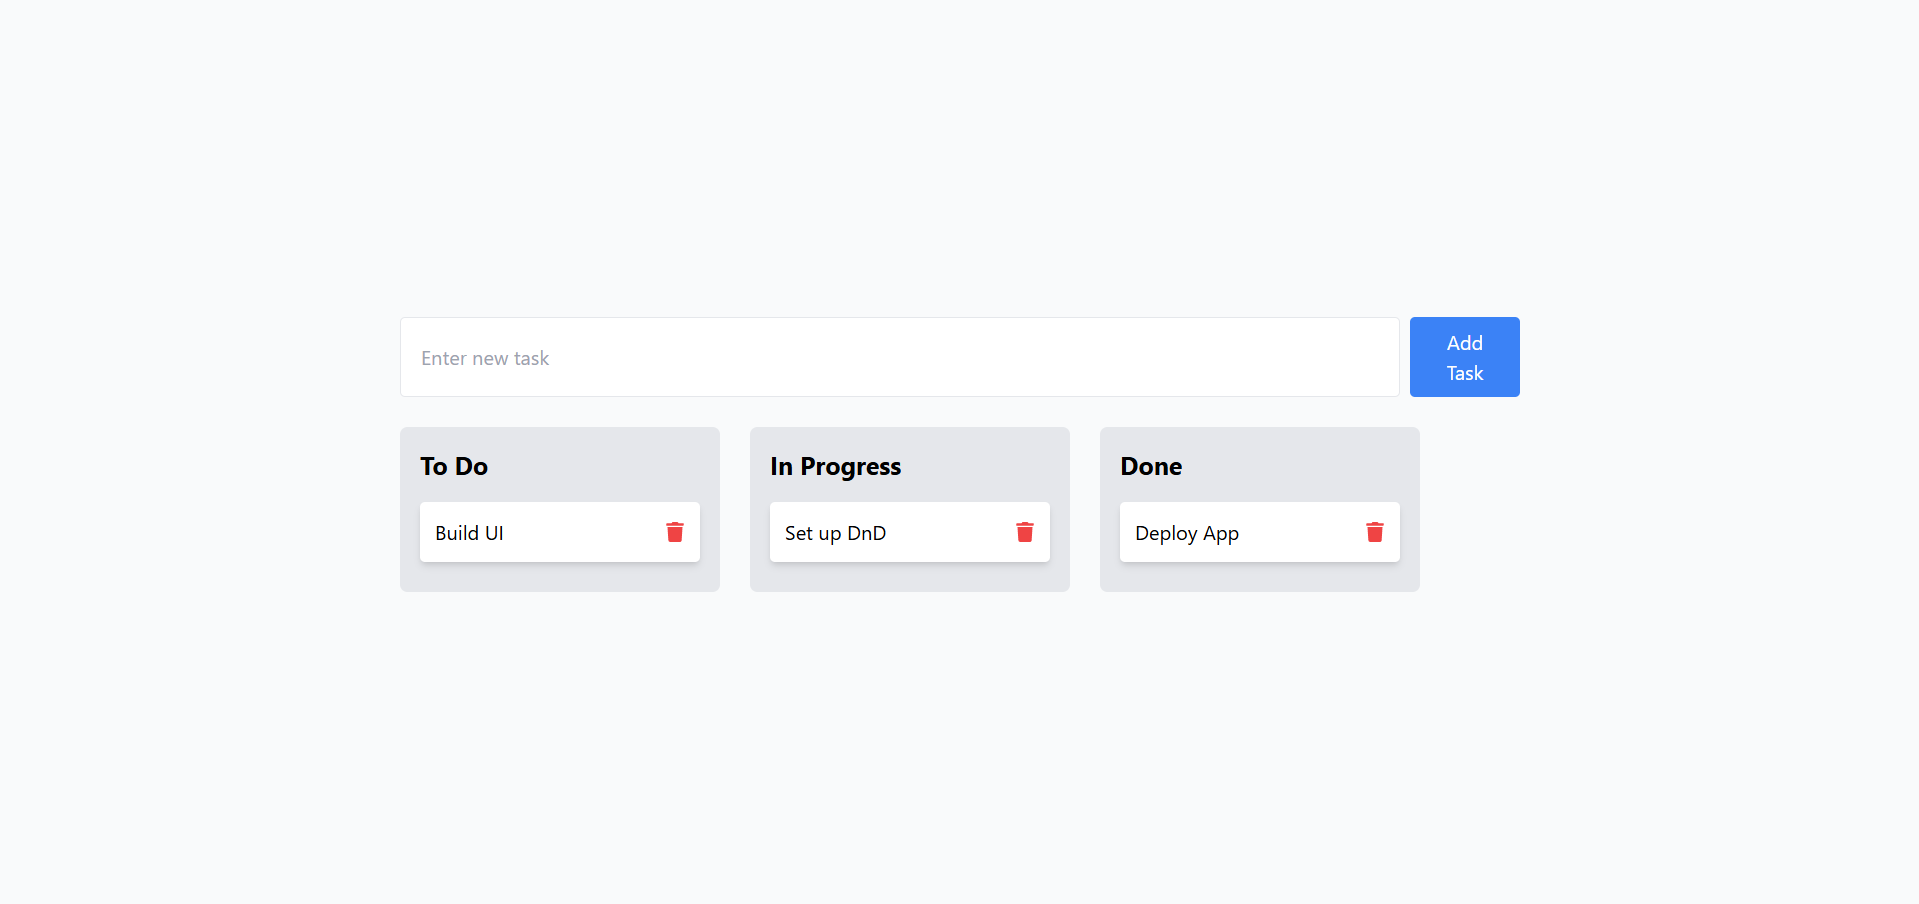 Enter new task
Add
Task
To Do
In Progress
Done
Build UI
Set up DnD
Deploy App